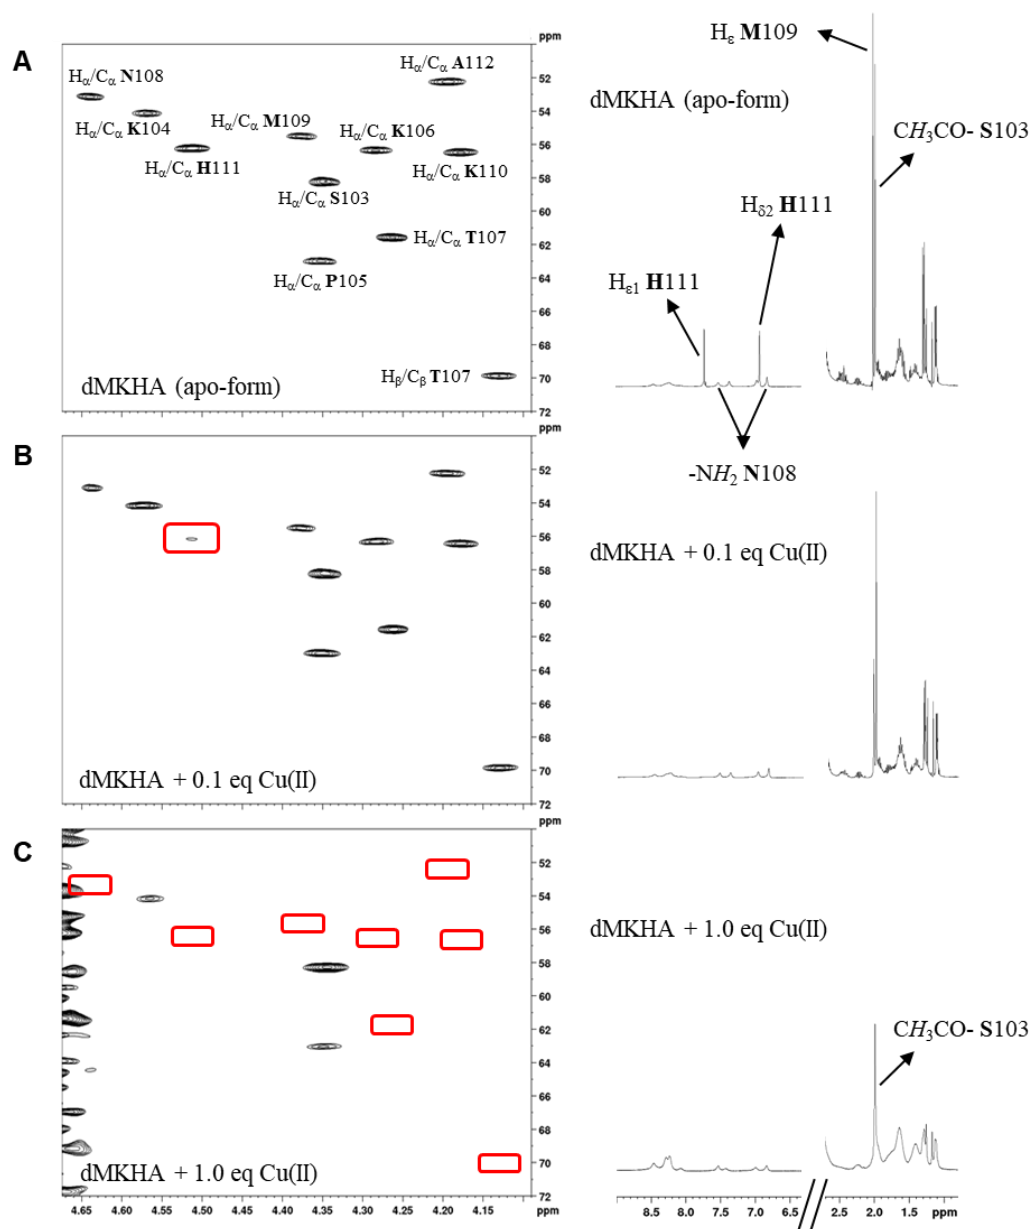 A
ppm
Hα/Cα N108
Hα/Cα A112
Hα/Cα K104
Hα/Cα M109
Hα/Cα K106
Hα/Cα H111
Hα/Cα K110
Hα/Cα S103
Hα/Cα T107
Hα/Cα P105
Hβ/Cβ T107
dMKHA (apo-form)
52
54
56
58
60
62
64
66
68
70
72
Hε M109
dMKHA (apo-form)
CH3CO- S103
Hδ2 H111
Hε1 H111
-NH2 N108
B
ppm
52
54
56
58
60
62
64
66
68
70
72
dMKHA + 0.1 eq Cu(II)
dMKHA + 0.1 eq Cu(II)
C
ppm
52
54
56
58
60
62
64
66
68
70
72
dMKHA + 1.0 eq Cu(II)
4.65 4.60 4.55 4.50 4.45 4.40 4.35 4.30 4.25 4.20 4.15 ppm
dMKHA + 1.0 eq Cu(II)
CH3CO- S103
8.5 8.0 7.5 7.0 6.5 2.5 2.0 1.5 ppm